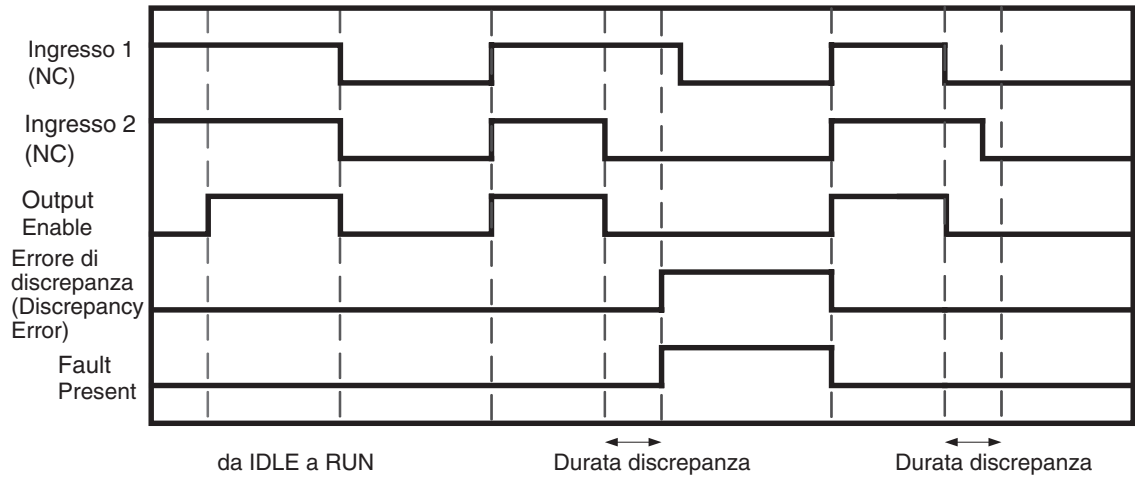 Ingresso 1
(NC)
Ingresso 2
(NC)
Output
Enable
Errore di
discrepanza
(Discrepancy
Error)
Fault
Present
da IDLE a RUN
Durata discrepanza
Durata discrepanza